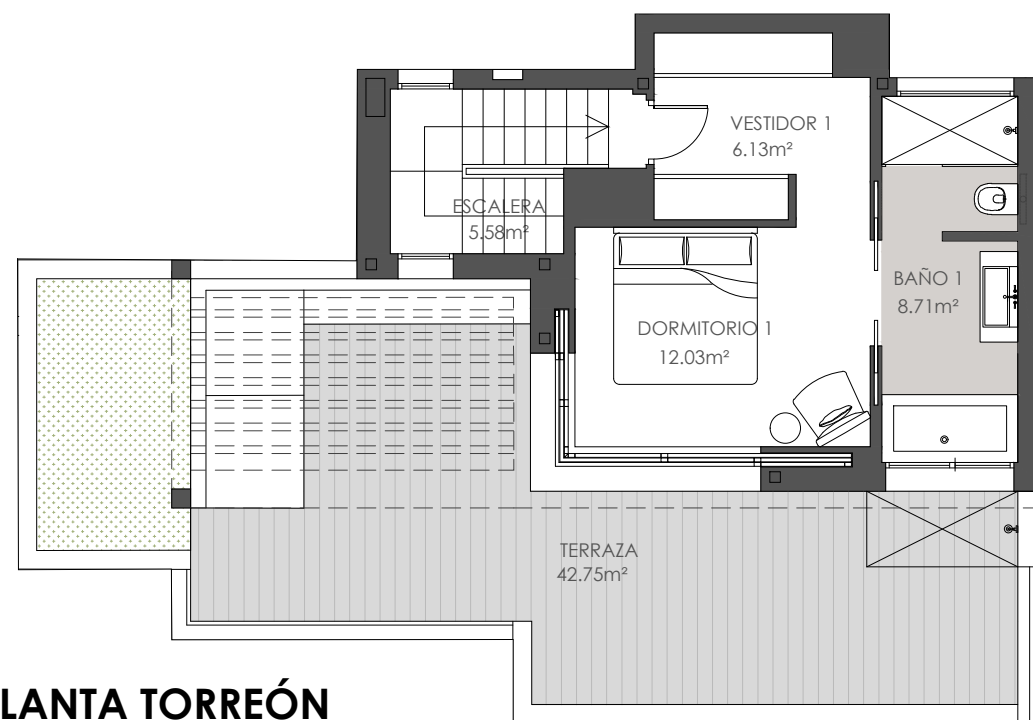 VESTIDOR 1
6.13m²
ESCALERA
5.58m²
BAÑO 1
8.71m²
DORMITORIO 1
12.03m²
TERRAZA
42.75m²
LANTA TORREÓN